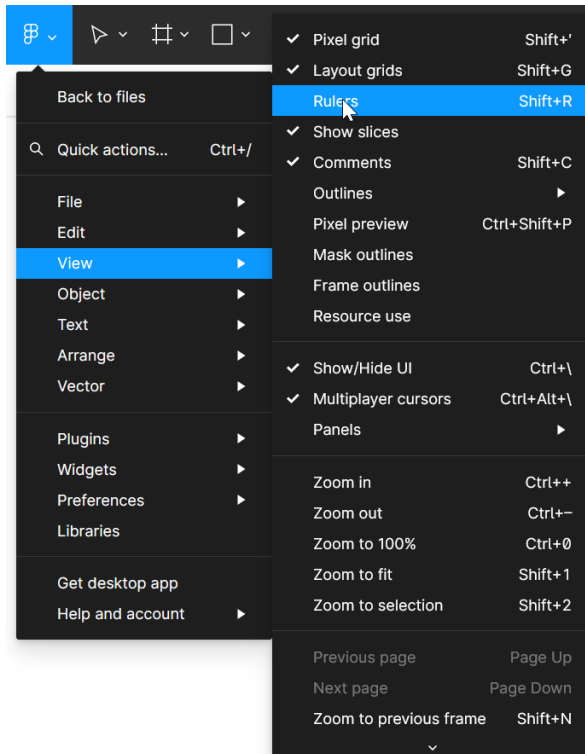 Back to files
Quick actions... Ctrl+/
File
Edit
View
Object
Text
Arrange
Vector
Plugins
Widgets
Preferences
Libraries
Get desktop app
Help and account
Pixel grid Shift+'
Layout grids Shift+G
Rulers Shift+R
Show slices
Comments Shift+C
Outlines
Pixel preview Ctrl+Shift+P
Mask outlines
Frame outlines
Resource use
Show/Hide UI Ctrl+\
Multiplayer cursors Ctrl+Alt+\
Panels
Zoom in Ctrl++
Zoom out Ctrl+−
Zoom to 100% Ctrl+0
Zoom to fit Shift+1
Zoom to selection Shift+2
Previous page Page Up
Next page Page Down
Zoom to previous frame Shift+N